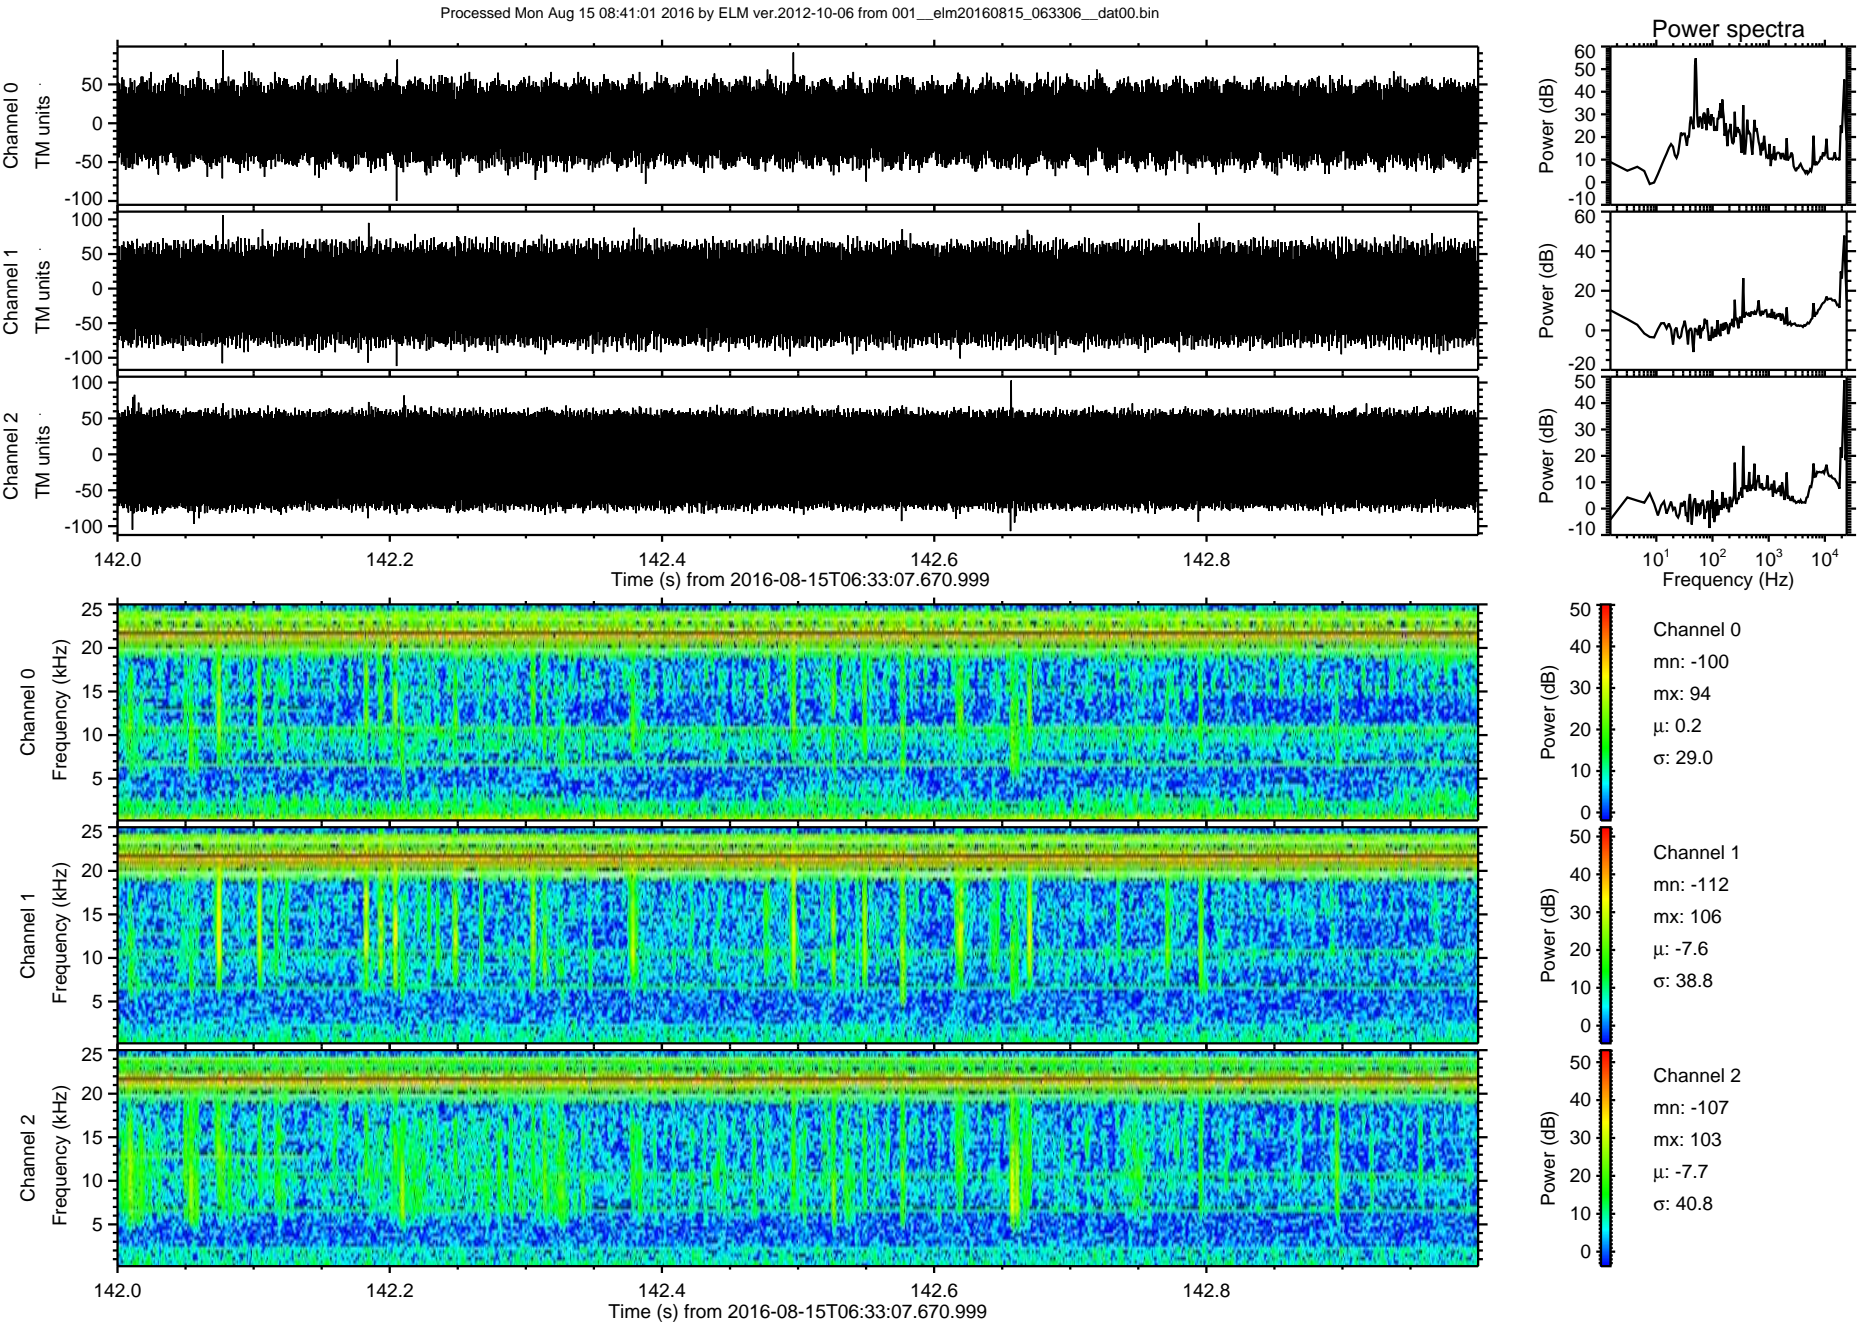 Processed Mon Aug 15 08:41:01 2016 by ELM ver.2012-10-06 from 001__elm20160815_063306__dat00.bin
Power spectra
Channel 0
TM units
50
0
-50
-100
Power (dB)
60
50
40
30
20
10
0
-10
Channel 1
TM units
100
50
0
-50
-100
Power (dB)
60
40
20
0
-20
Channel 2
TM units
100
50
0
-50
-100
Power (dB)
50
40
30
20
10
0
-10
142.0 142.2 142.4 142.6 142.8
Time (s) from 2016-08-15T06:33:07.670.999
10¹ 10² 10³ 10⁴
Frequency (Hz)
Channel 0
Frequency (kHz)
25
20
15
10
5
Power (dB)
50
40
30
20
10
0
Channel 0
mn: -100
mx: 94
µ: 0.2
σ: 29.0
Channel 1
Frequency (kHz)
25
20
15
10
5
Power (dB)
50
40
30
20
10
0
Channel 1
mn: -112
mx: 106
µ: -7.6
σ: 38.8
Channel 2
Frequency (kHz)
25
20
15
10
5
Power (dB)
50
40
30
20
10
0
Channel 2
mn: -107
mx: 103
µ: -7.7
σ: 40.8
142.0 142.2 142.4 142.6 142.8
Time (s) from 2016-08-15T06:33:07.670.999